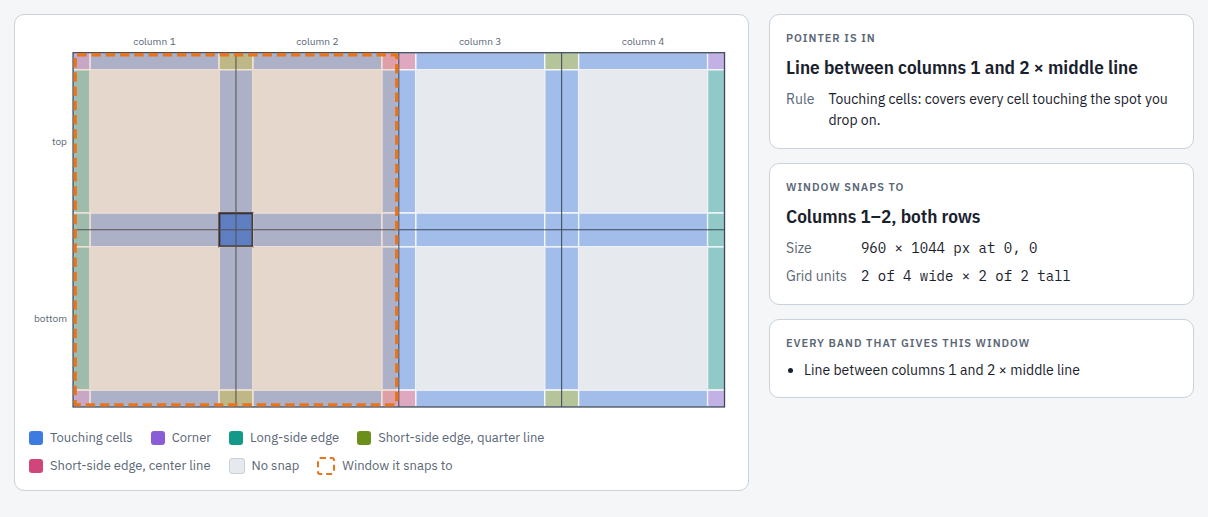 column 1
column 2
column 3
column 4
top
bottom
Touching cells
Corner
Long-side edge
Short-side edge, quarter line
Short-side edge, center line
No snap
Window it snaps to
POINTER IS IN
Line between columns 1 and 2 × middle line
Rule Touching cells: covers every cell touching the spot you
drop on.
WINDOW SNAPS TO
Columns 1–2, both rows
Size 960 × 1044 px at 0, 0
Grid units 2 of 4 wide × 2 of 2 tall
EVERY BAND THAT GIVES THIS WINDOW
• Line between columns 1 and 2 × middle line